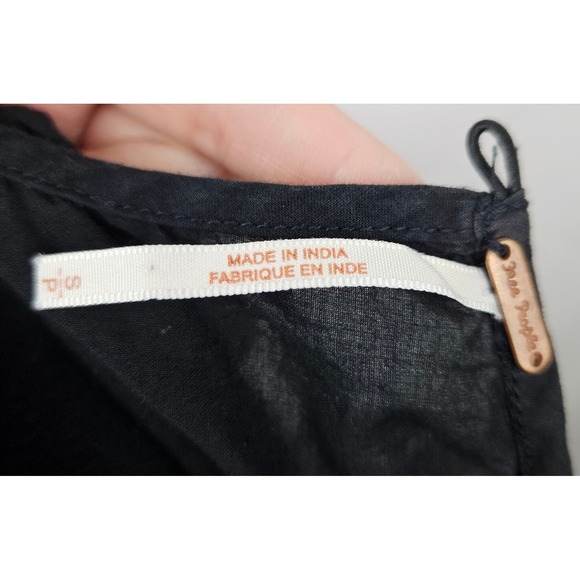 MADE IN INDIA
FABRIQUE EN INDE
S
P
Free People